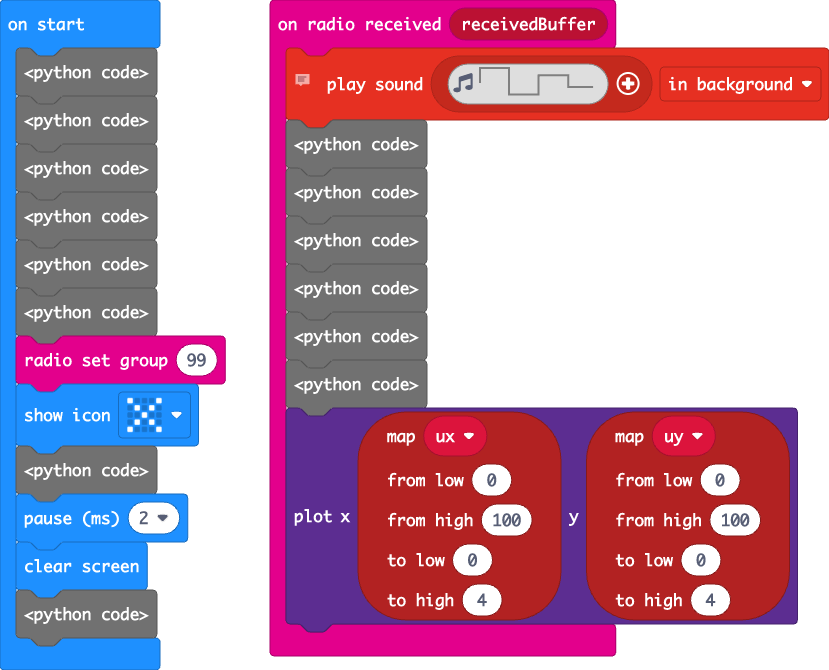 on start
<python code>
<python code>
<python code>
<python code>
<python code>
<python code>
radio set group 99
show icon
<python code>
pause (ms) 2
clear screen
<python code>
on radio received receivedBuffer
play sound in background
<python code>
<python code>
<python code>
<python code>
<python code>
<python code>
plot x
map ux
from low 0
from high 100
to low 0
to high 4
y
map uy
from low 0
from high 100
to low 0
to high 4